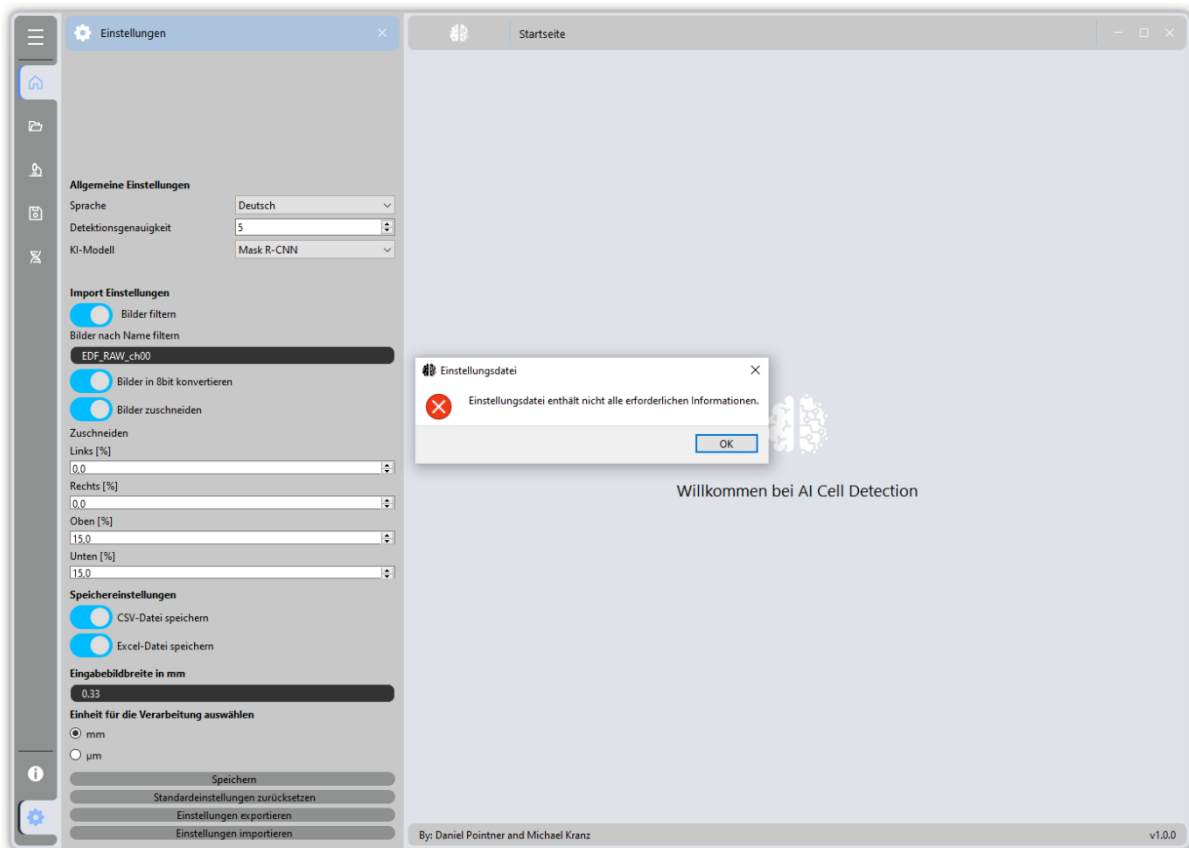 Einstellungen
Startseite
Allgemeine Einstellungen
Sprache
Deutsch
Detektionsgenauigkeit
5
KI-Modell
Mask R-CNN
Import Einstellungen
Bilder filtern
Bilder nach Name filtern
EDF_RAW_ch00
Bilder in 8bit konvertieren
Bilder zuschneiden
Zuschneiden
Links [%]
0,0
Rechts [%]
0,0
Oben [%]
15,0
Unten [%]
15,0
Speichereinstellungen
CSV-Datei speichern
Excel-Datei speichern
Eingabebildbreite in mm
0.33
Einheit für die Verarbeitung auswählen
mm
µm
Speichern
Standardeinstellungen zurücksetzen
Einstellungen exportieren
Einstellungen importieren
Einstellungsdatei
Einstellungsdatei enthält nicht alle erforderlichen Informationen.
OK
Willkommen bei AI Cell Detection
By: Daniel Pointner and Michael Kranz
v1.0.0